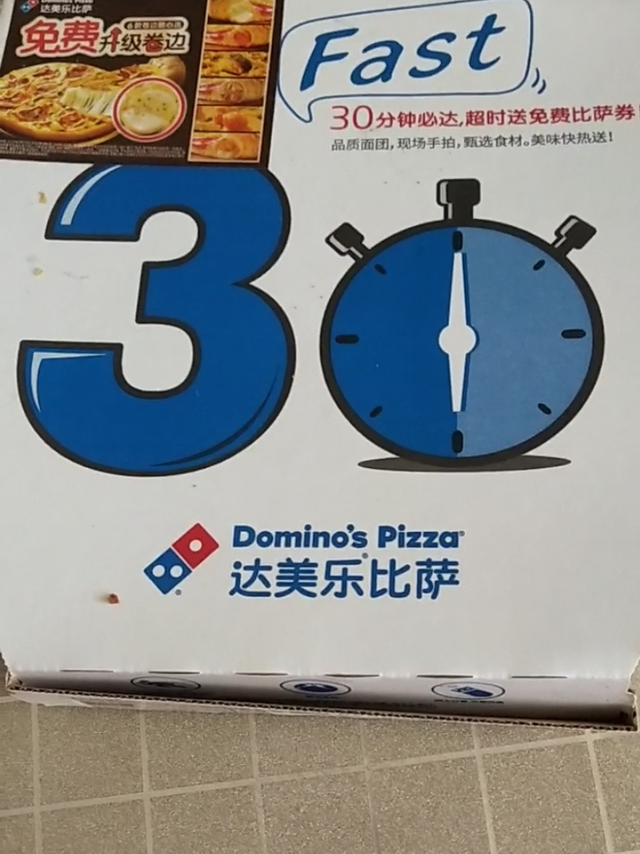 达美乐比萨
免费升级卷边
Fast
30分钟必达,超时送免费比萨券
品质面团,现场手拍,甄选食材。美味快热送!
30
Domino's Pizza®
达美乐®比萨